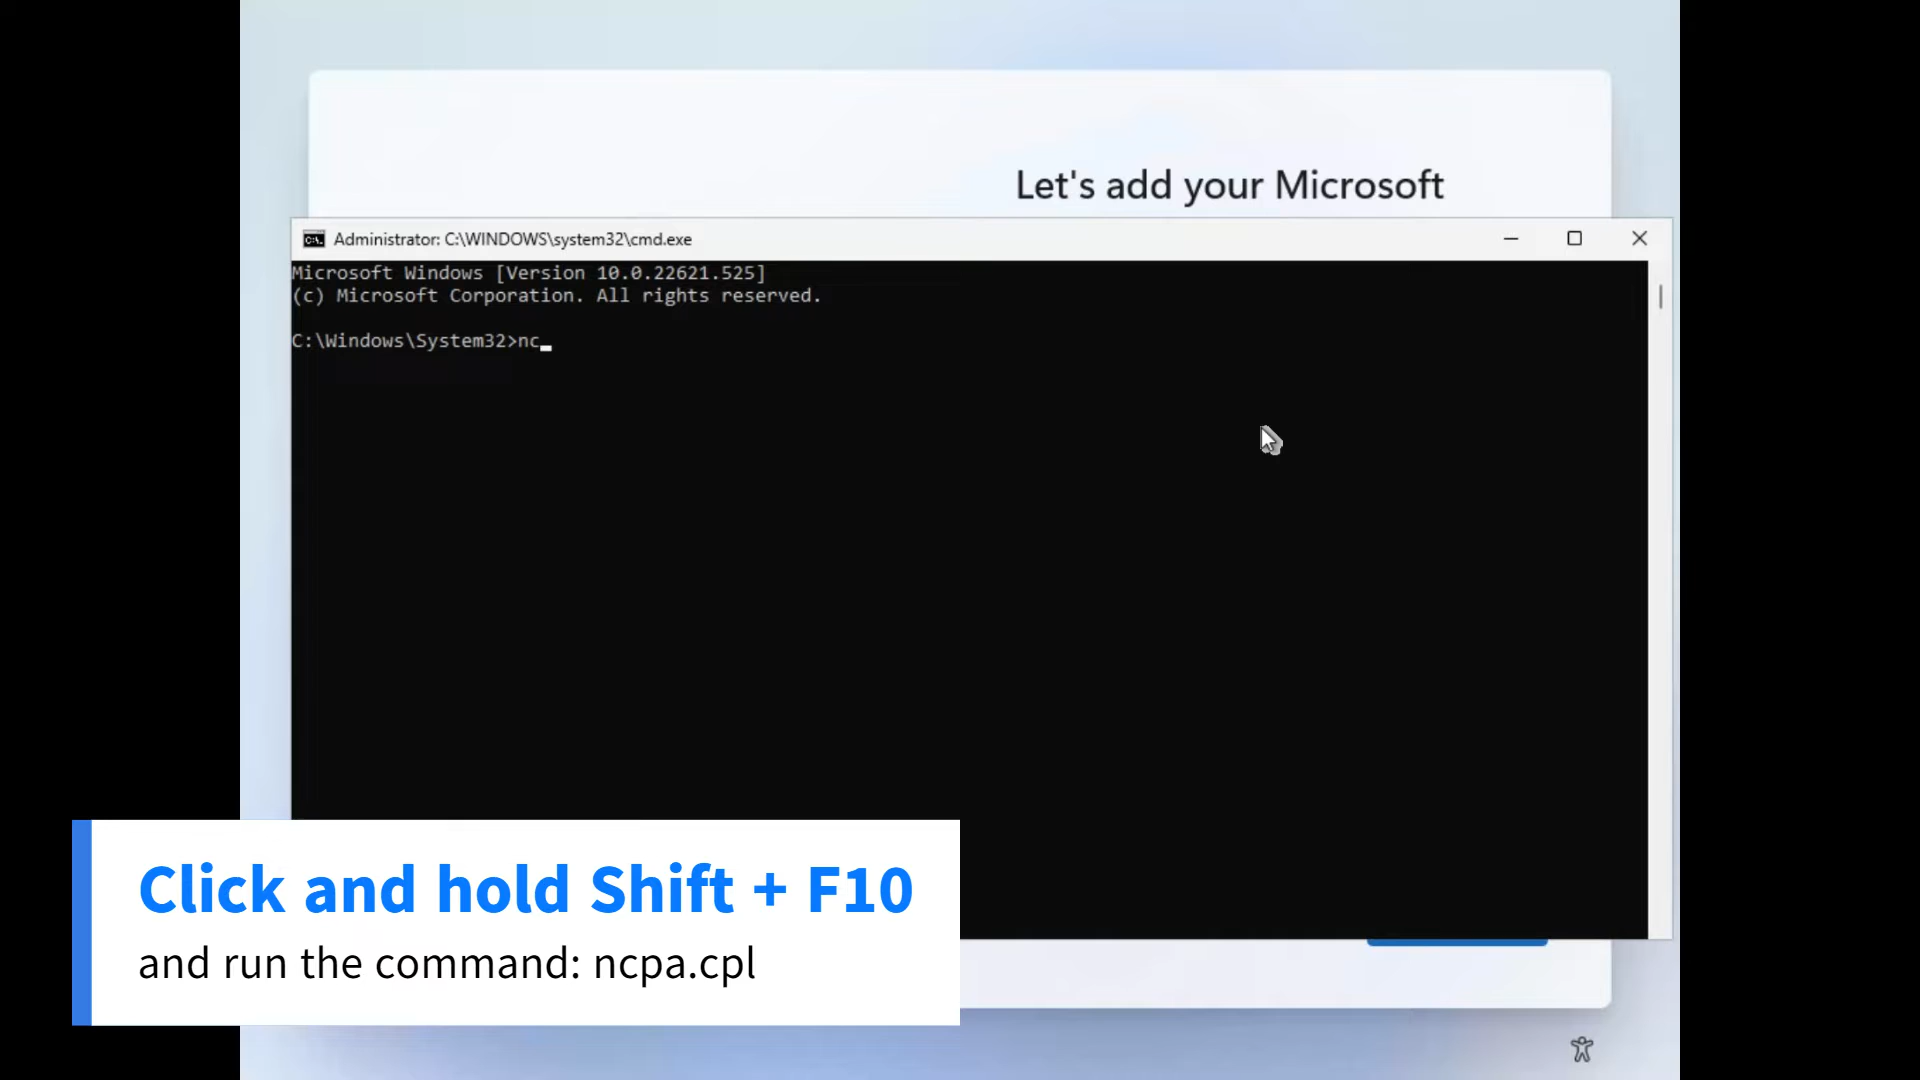 Let's add your Microsoft
Administrator: C:\WINDOWS\system32\cmd.exe
Microsoft Windows [Version 10.0.22621.525]
(c) Microsoft Corporation. All rights reserved.
C:\Windows\System32>nc
Click and hold Shift + F10
and run the command: ncpa.cpl